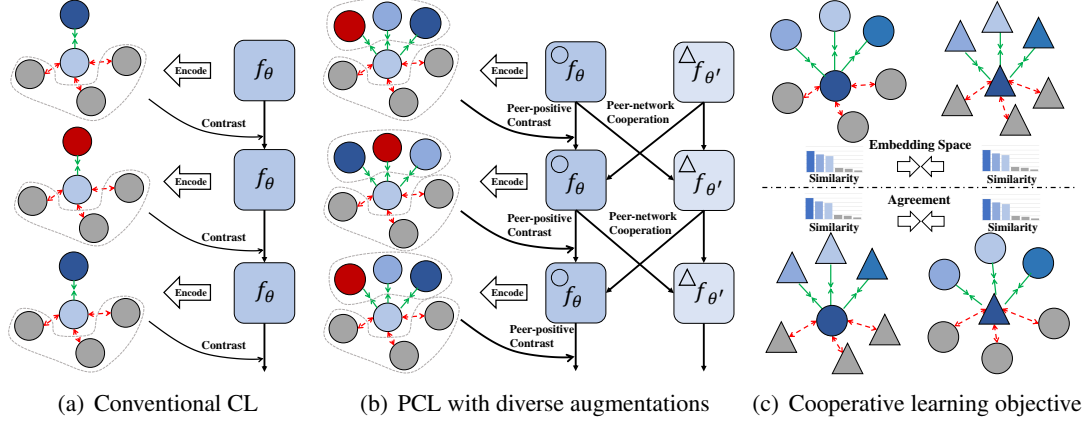 Encode
f_θ
Contrast
Encode
f_θ
Contrast
Encode
f_θ
Contrast
(a) Conventional CL
Encode
f_θ
f_θ′
Peer-positive
Contrast
Peer-network
Cooperation
Encode
f_θ
f_θ′
Peer-positive
Contrast
Peer-network
Cooperation
Encode
f_θ
f_θ′
Peer-positive
Contrast
(b) PCL with diverse augmentations
Embedding Space
Similarity
Similarity
Agreement
Similarity
Similarity
(c) Cooperative learning objective